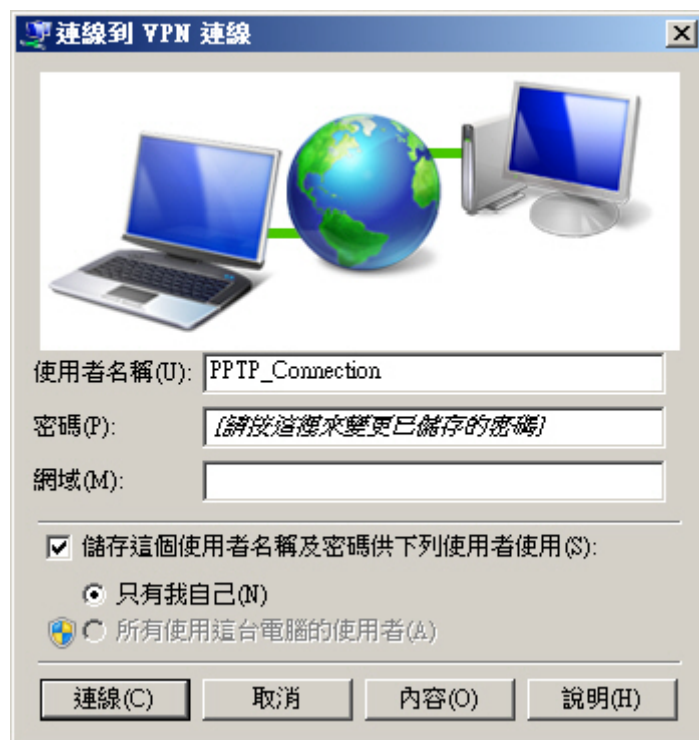 連線到 VPN 連線
使用者名稱(U): PPTP_Connection
密碼(P): [請按這裡來變更已儲存的密碼]
網域(M):
儲存這個使用者名稱及密碼供下列使用者使用(S):
只有我自己(N)
所有使用這台電腦的使用者(A)
連線(C) 取消 內容(O) 說明(H)